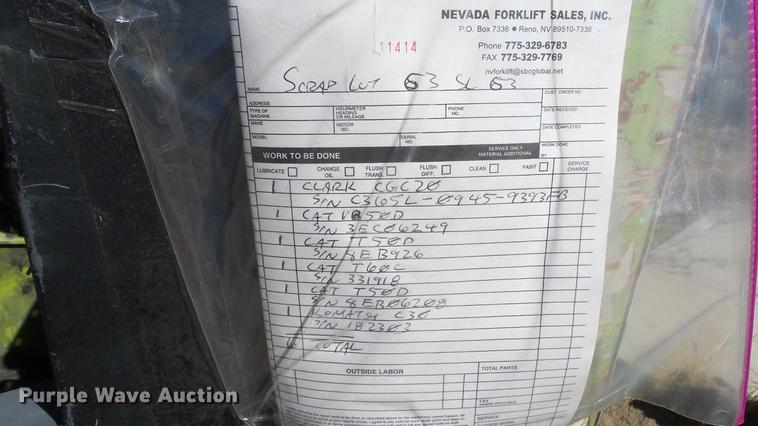 NEVADA FORKLIFT SALES, INC.
P.O. Box 7336 ● Reno, NV 89510-7336
11414
Phone 775-329-6783
FAX 775-329-7769
nvforklift@sbcglobal.net
NAME SCRAP LOT 63 SL 63
CUST. ORDER NO.
ADDRESS
TYPE OF MACHINE HOURMETER HEADING OR MILEAGE PHONE NO. DATE RECEIVED
MAKE MOTOR NO. DATE COMPLETED
MODEL SERIAL NO. WORK DONE BY
WORK TO BE DONE SERVICE ONLY MATERIAL ADDITIONAL
LUBRICATE CHANGE OIL FLUSH TRANS. FLUSH DIFF. CLEAN PAINT SERVICE CHARGE
1 CLARK CGC20
S/N C365L-0945-9393FB
1 CAT V50D
S/N 3EC06249
1 CAT T50D
S/N 8EB926
1 CAT T60C
S/N 331918
1 CAT T50D
S/N 8EB06208
1 KOMATSU C30
S/N 182303
6 TOTAL
OUTSIDE LABOR TOTAL PARTS
TAX
SERVICE
Purple Wave Auction